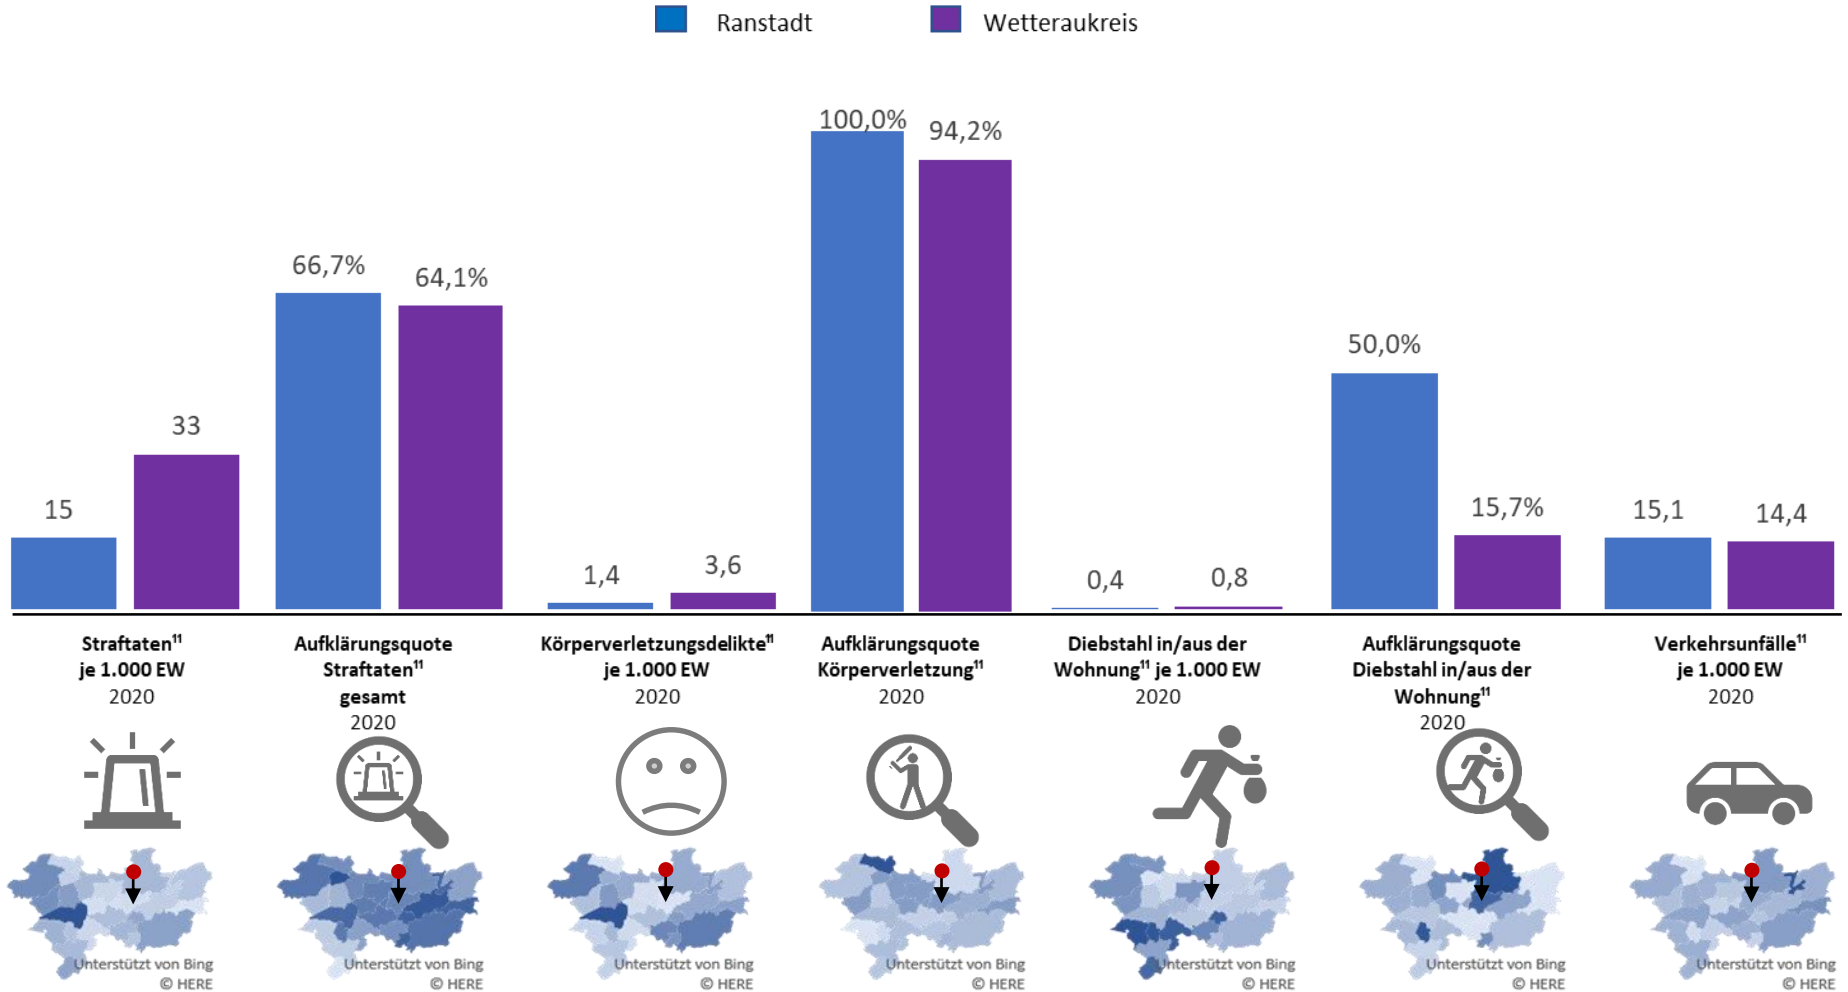 Ranstadt
Wetteraukreis
15
33
66,7%
64,1%
1,4
3,6
100,0%
94,2%
0,4
0,8
50,0%
15,7%
15,1
14,4
Straftaten¹¹
je 1.000 EW
2020
Aufklärungsquote
Straftaten¹¹
gesamt
2020
Körperverletzungsdelikte¹¹
je 1.000 EW
2020
Aufklärungsquote
Körperverletzung¹¹
2020
Diebstahl in/aus der
Wohnung¹¹ je 1.000 EW
2020
Aufklärungsquote
Diebstahl in/aus der
Wohnung¹¹
2020
Verkehrsunfälle¹¹
je 1.000 EW
2020
Unterstützt von Bing
© HERE
Unterstützt von Bing
© HERE
Unterstützt von Bing
© HERE
Unterstützt von Bing
© HERE
Unterstützt von Bing
© HERE
Unterstützt von Bing
© HERE
Unterstützt von Bing
© HERE